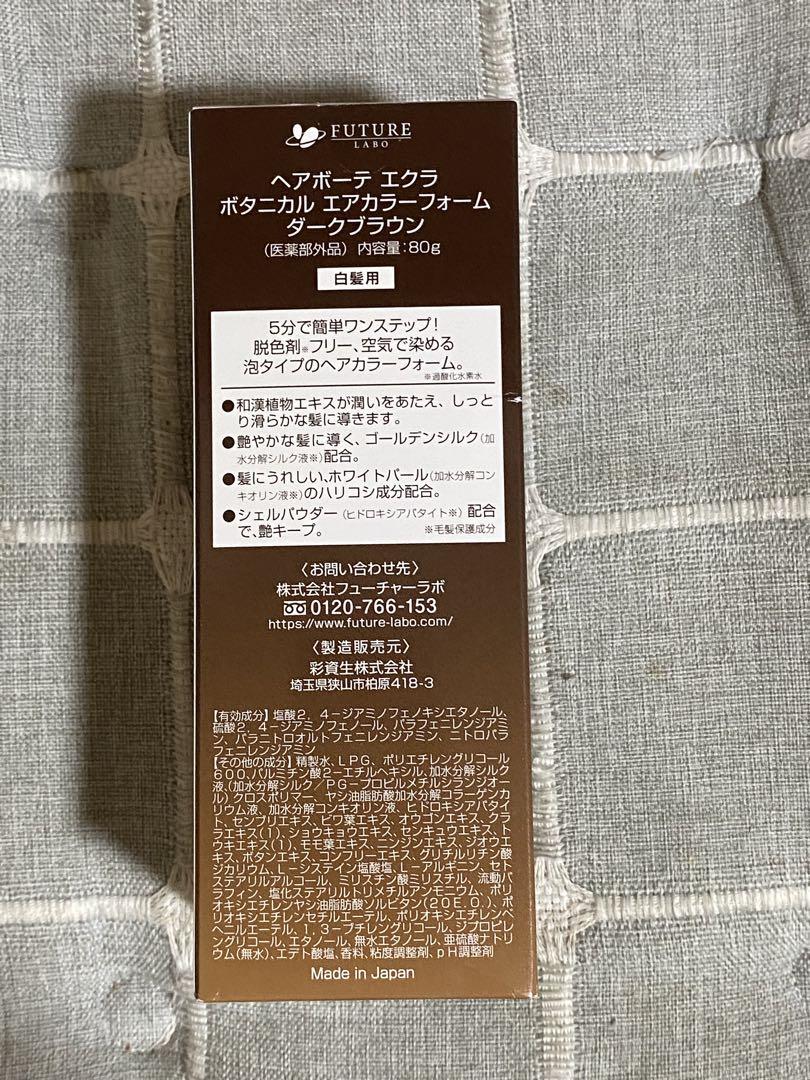 FUTURE
LABO
ヘアボーテ エクラ
ボタニカル エアカラーフォーム
ダークブラウン
(医薬部外品) 内容量:80g
白髪用
5分で簡単ワンステップ!
脱色剤※フリー、空気で染める
泡タイプのヘアカラーフォーム。
※過酸化水素水
●和漢植物エキスが潤いをあたえ、しっと
り滑らかな髪に導きます。
●艶やかな髪に導く、ゴールデンシルク(加
水分解シルク液※)配合。
●髪にうれしい、ホワイトパール(加水分解コン
キオリン液※)のハリコシ成分配合。
●シェルパウダー(ヒドロキシアパタイト※)配合
で、艶キープ。 ※毛髪保護成分
〈お問い合わせ先〉
株式会社フューチャーラボ
0120-766-153
https://www.future-labo.com/
〈製造販売元〉
彩資生株式会社
埼玉県狭山市柏原418-3
【有効成分】塩酸2,4-ジアミノフェノキシエタノール、
硫酸2,4-ジアミノフェノール、パラフェニレンジアミ
ン、パラニトロオルトフェニレンジアミン、ニトロパラ
フェニレンジアミン
【その他の成分】精製水、LPG、ポリエチレングリコール
600、パルミチン酸2-エチルヘキシル、加水分解シルク
液、(加水分解シルク/PG-プロピルメチルシランジオー
ル)クロスポリマー、ヤシ油脂肪酸加水分解コラーゲンカ
リウム液、加水分解コンキオリン液、ヒドロキシアパタイ
ト、センブリエキス、ビワ葉エキス、オウゴンエキス、クラ
ラエキス(1)、ショウキョウエキス、センキュウエキス、ト
ウキエキス(1)、モモ葉エキス、ニンジンエキス、ジオウエ
キス、ボタンエキス、コンフリーエキス、グリチルリチン酸
ジカリウム、L-システイン塩酸塩、L-アルギニン、セト
ステアリルアルコール、ミリスチン酸ミリスチル、流動パ
ラフィン、塩化ステアリルトリメチルアンモニウム、ポリ
オキシエチレンヤシ油脂肪酸ソルビタン(20E.O.)、ポ
リオキシエチレンセチルエーテル、ポリオキシエチレンベ
ヘニルエーテル、1,3-ブチレングリコール、ジプロピレ
ングリコール、エタノール、無水エタノール、亜硫酸ナトリ
ウム(無水)、エデト酸塩、香料、粘度調整剤、pH調整剤
Made in Japan